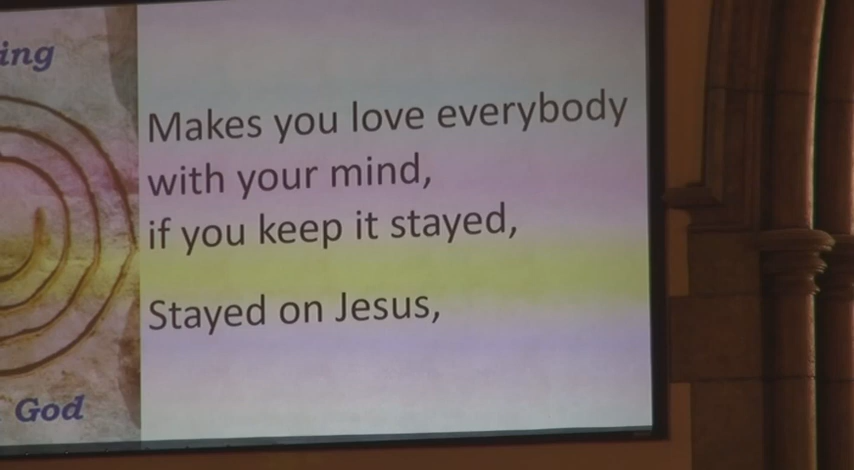 ing
Makes you love everybody
with your mind,
if you keep it stayed,
Stayed on Jesus,
God